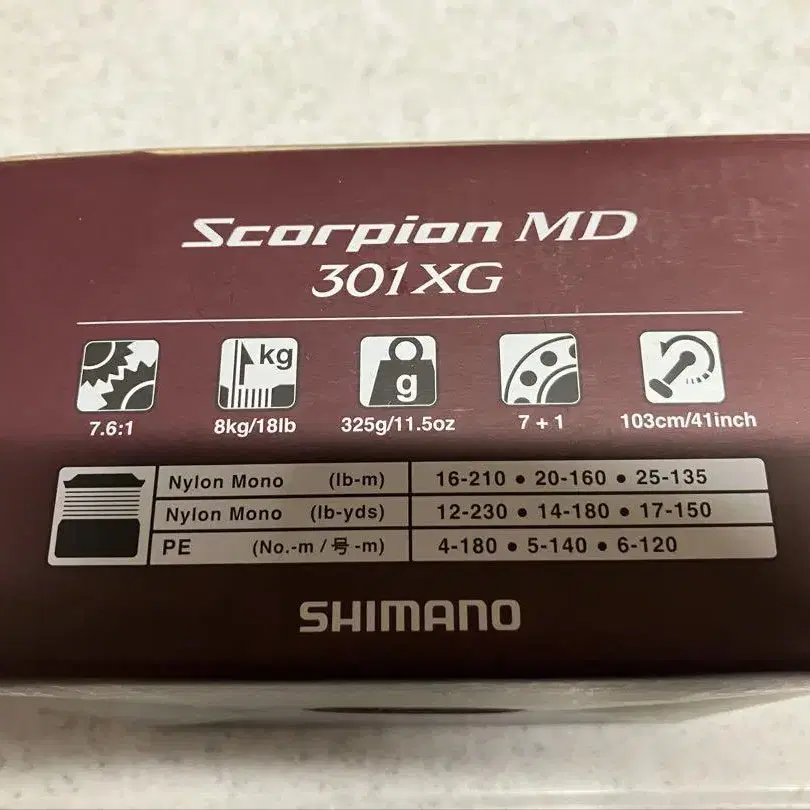 Scorpion MD
301XG
kg
g
7.6:1
8kg/18lb
325g/11.5oz
7 + 1
103cm/41inch
Nylon Mono (lb-m) 16-210 • 20-160 • 25-135
Nylon Mono (lb-yds) 12-230 • 14-180 • 17-150
PE (No.-m / 号-m) 4-180 • 5-140 • 6-120
SHIMANO